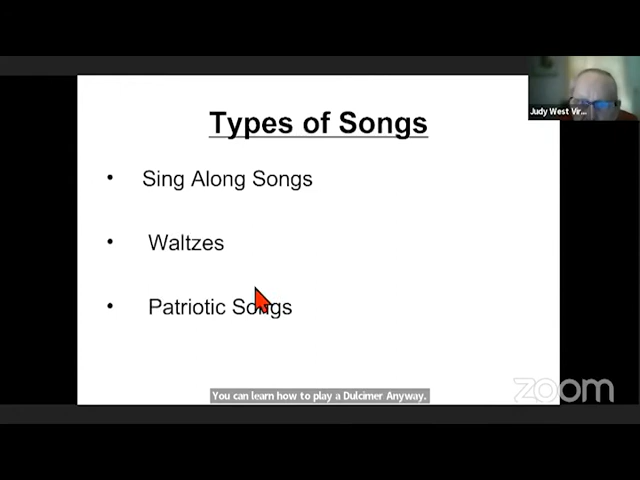 Judy West Vir...
Types of Songs
• Sing Along Songs
• Waltzes
• Patriotic Songs
You can learn how to play a Dulcimer Anyway.
zoom